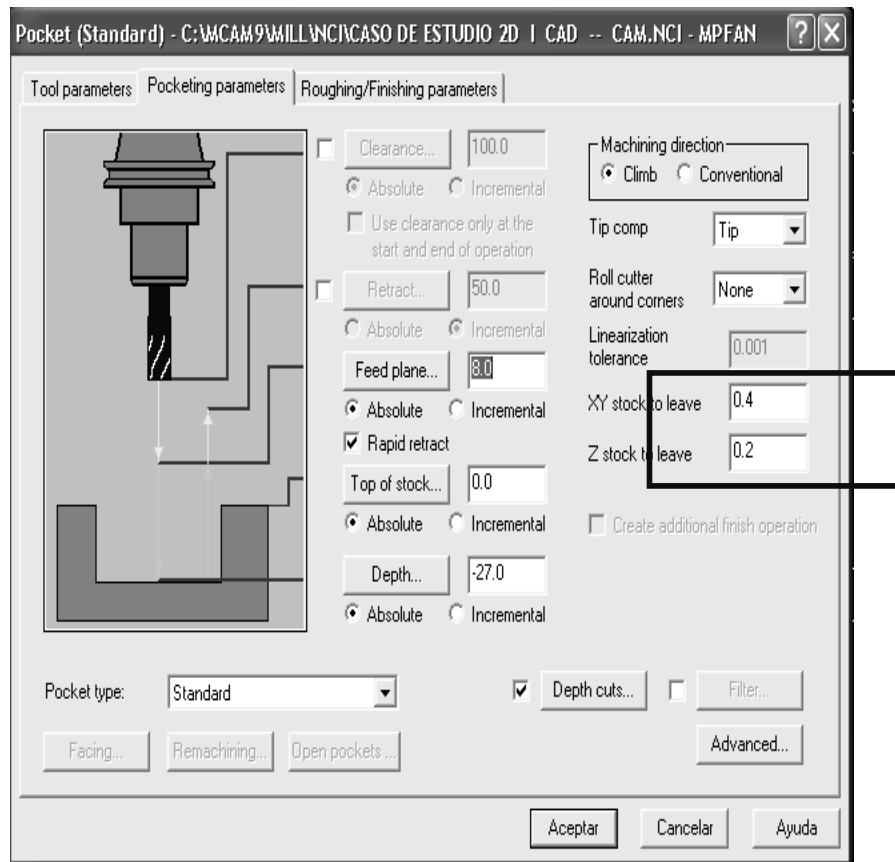 Pocket (Standard) - C:\MCAM9\MILL\NCI\CASO DE ESTUDIO 2D I CAD -- CAM.NCI - MPFAN
Tool parameters Pocketing parameters Roughing/Finishing parameters
Clearance... 100.0
Absolute Incremental
Use clearance only at the
start and end of operation
Retract... 50.0
Absolute Incremental
Feed plane... 8.0
Absolute Incremental
Rapid retract
Top of stock... 0.0
Absolute Incremental
Depth... -27.0
Absolute Incremental
Machining direction
Climb Conventional
Tip comp Tip
Roll cutter
around corners None
Linearization
tolerance 0.001
XY stock to leave 0.4
Z stock to leave 0.2
Create additional finish operation
Pocket type: Standard
Depth cuts... Filter...
Facing... Remachining... Open pockets ... Advanced...
Aceptar Cancelar Ayuda